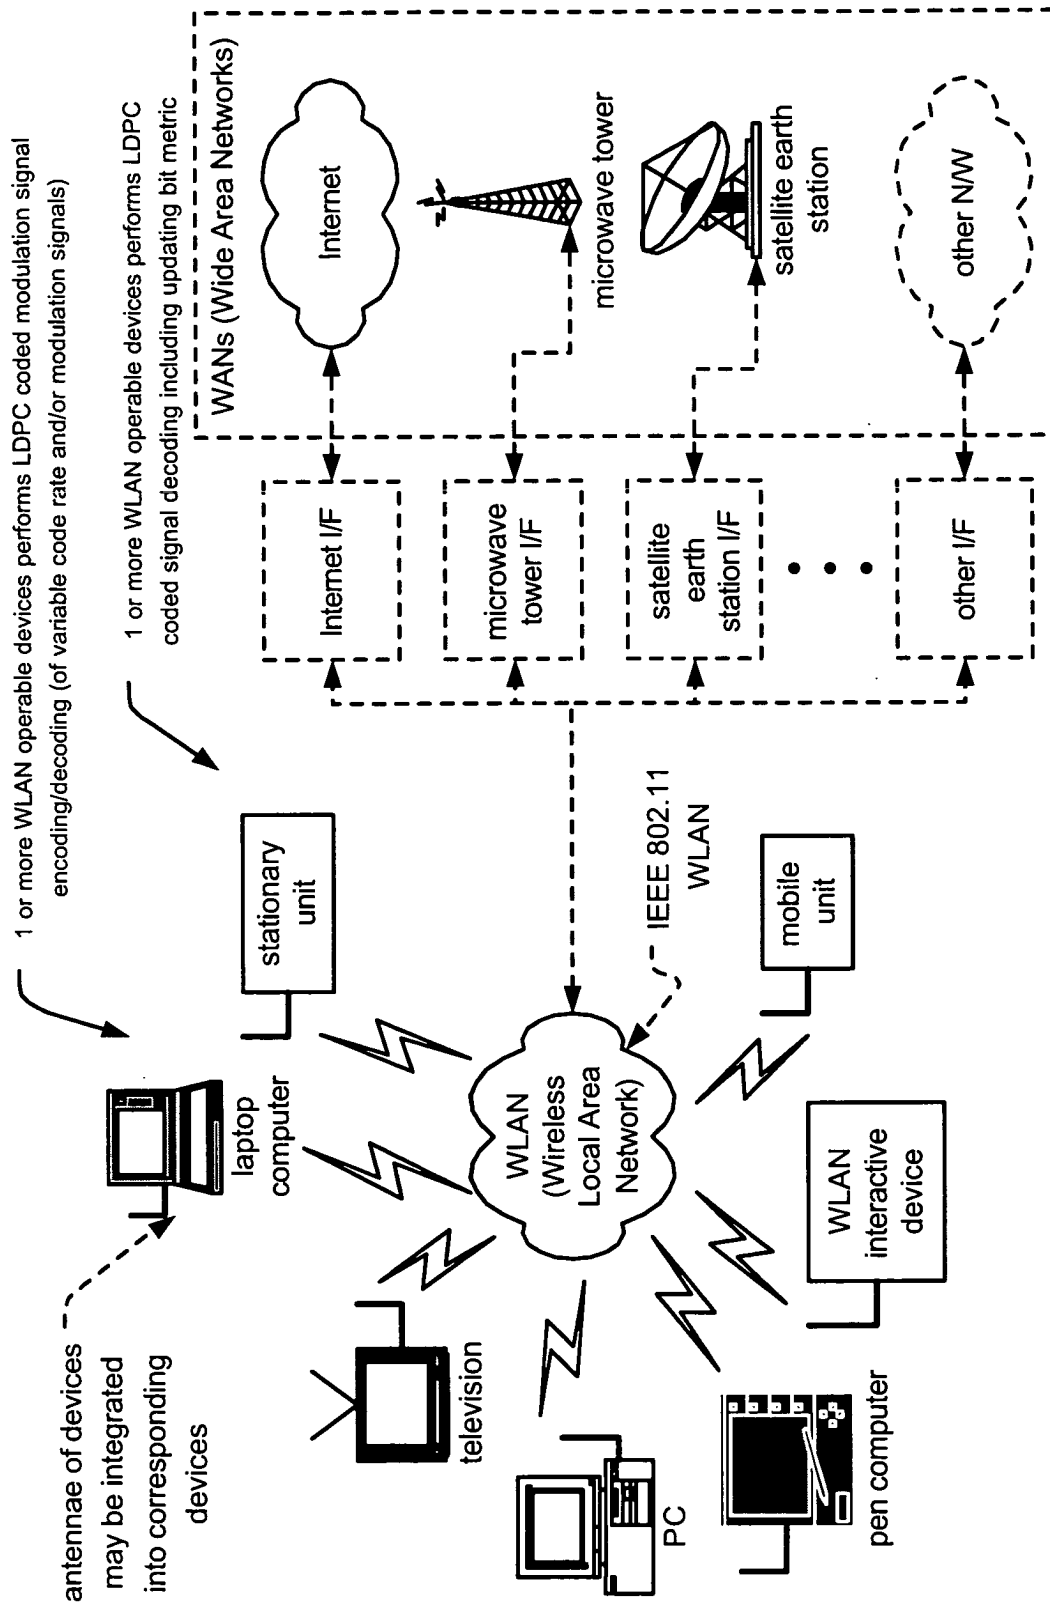 1 or more WLAN operable devices performs LDPC coded modulation signal
encoding/decoding (of variable code rate and/or modulation signals)
1 or more WLAN operable devices performs LDPC
coded signal decoding including updating bit metric
antennae of devices
may be integrated
into corresponding
devices
laptop
computer
stationary
unit
television
PC
pen computer
WLAN
interactive
device
mobile
unit
WLAN
(Wireless
Local Area
Network)
IEEE 802.11
WLAN
Internet I/F
microwave
tower I/F
satellite
earth
station I/F
other I/F
WANs (Wide Area Networks)
Internet
microwave tower
satellite earth
station
other N/W